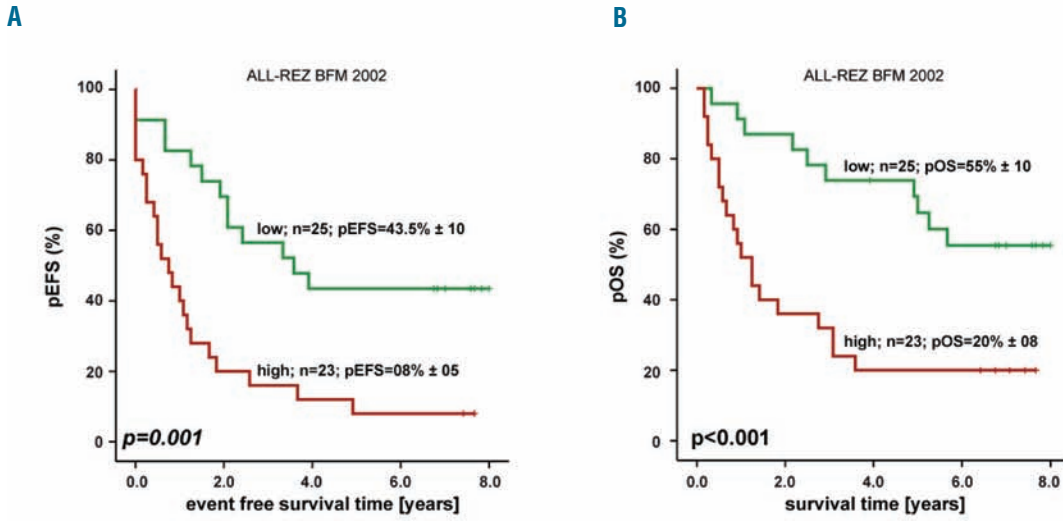 A
ALL-REZ BFM 2002
100
80
60
40
20
0
pEFS (%)
low; n=25; pEFS=43.5% ± 10
high; n=23; pEFS=08% ± 05
p=0.001
0.0 2.0 4.0 6.0 8.0
event free survival time [years]
B
ALL-REZ BFM 2002
100
80
60
40
20
0
pOS (%)
low; n=25; pOS=55% ± 10
high; n=23; pOS=20% ± 08
p<0.001
0.0 2.0 4.0 6.0 8.0
survival time [years]